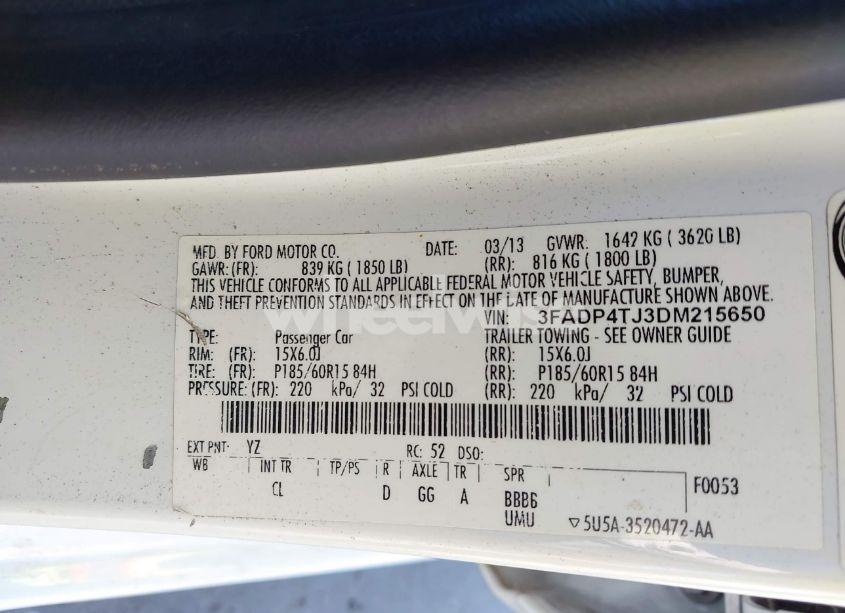 MFD. BY FORD MOTOR CO. DATE: 03/13 GVWR: 1642 KG ( 3620 LB)
GAWR: (FR): 839 KG ( 1850 LB) (RR): 816 KG ( 1800 LB)
THIS VEHICLE CONFORMS TO ALL APPLICABLE FEDERAL MOTOR VEHICLE SAFETY, BUMPER,
AND THEFT PREVENTION STANDARDS IN EFFECT ON THE DATE OF MANUFACTURE SHOWN ABOVE.
VIN: 3FADP4TJ3DM215650
TYPE: Passenger Car TRAILER TOWING - SEE OWNER GUIDE
RIM: (FR): 15X6.0J (RR): 15X6.0J
TIRE: (FR): P185/60R15 84H (RR): P185/60R15 84H
PRESSURE: (FR): 220 kPa/ 32 PSI COLD (RR): 220 kPa/ 32 PSI COLD
EXT PNT: YZ RC: 52 DSO:
WB INT TR TP/PS R AXLE TR SPR
CL D GG A BBB6 F0053
UMU ▽5U5A-3520472-AA